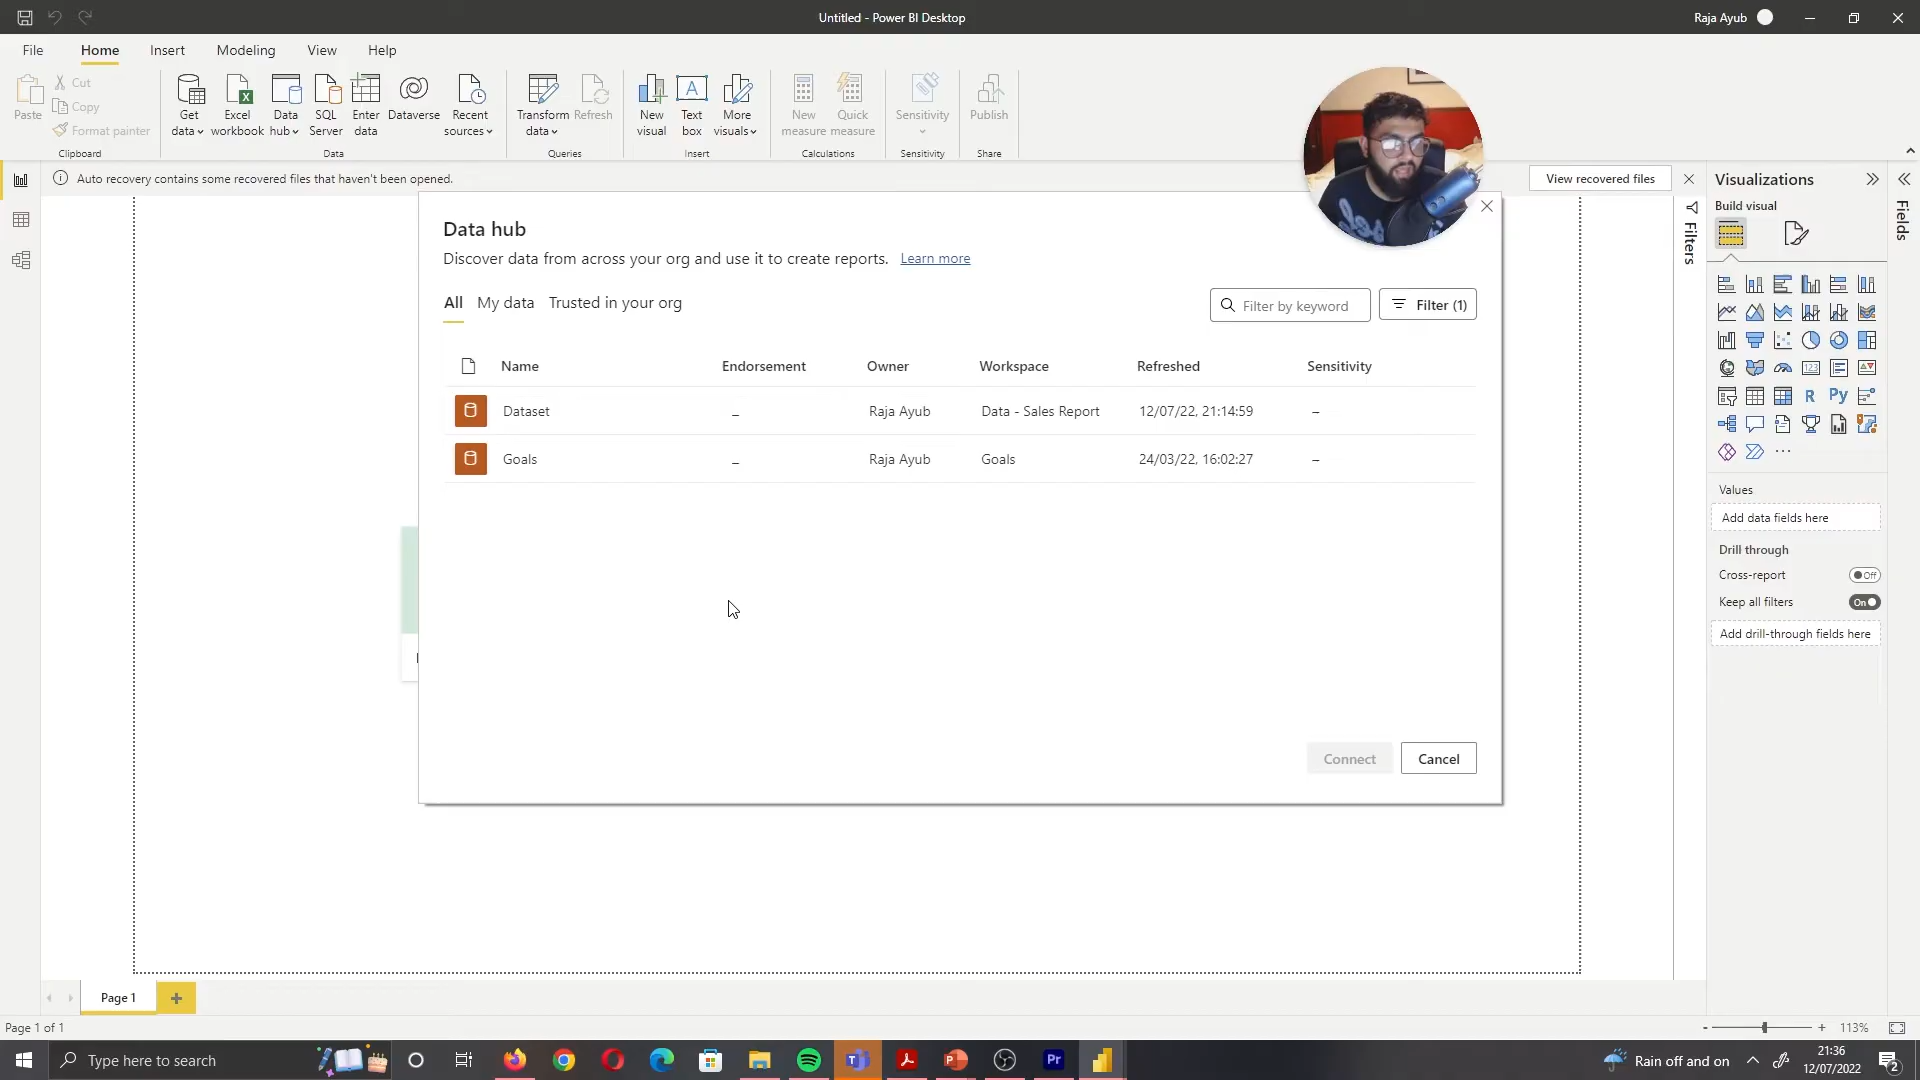 Untitled - Power BI Desktop
Raja Ayub
File Home Insert Modeling View Help
Paste
Cut
Copy
Format painter
Clipboard
Get data
Excel workbook
Data hub
SQL Server
Enter data
Dataverse
Recent sources
Data
Transform data
Refresh
Queries
New visual
Text box
More visuals
Insert
New measure
Quick measure
Calculations
Sensitivity
Sensitivity
Publish
Share
Auto recovery contains some recovered files that haven't been opened.
View recovered files
Data hub
Discover data from across your org and use it to create reports. Learn more
All My data Trusted in your org
Filter by keyword
Filter (1)
Name Endorsement Owner Workspace Refreshed Sensitivity
Dataset – Raja Ayub Data - Sales Report 12/07/22, 21:14:59 –
Goals – Raja Ayub Goals 24/03/22, 16:02:27 –
Connect
Cancel
Filters
Visualizations
Build visual
123
R
Py
...
Values
Add data fields here
Drill through
Cross-report
Off
Keep all filters
On
Add drill-through fields here
Fields
Page 1
+
Page 1 of 1
- + 113%
Type here to search
Pr
Rain off and on
21:36
12/07/2022
2